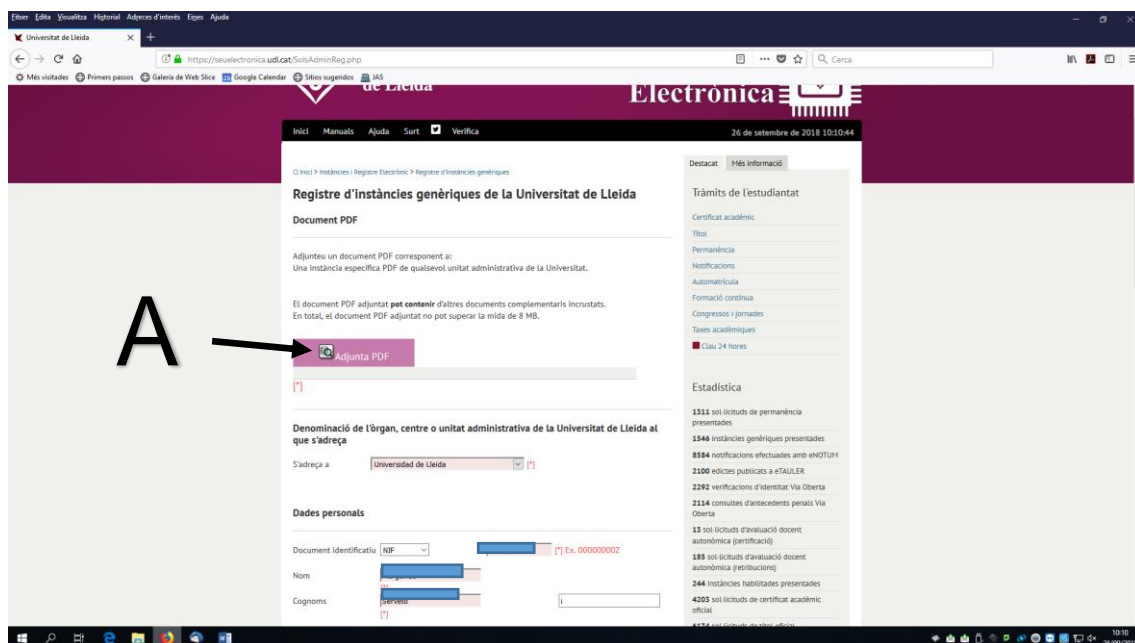 Fitxer Edita Visualitza Historial Adreces d'interès Eines Ajuda
Universitat de Lleida
https://seuelectronica.udl.cat/SolsAdminReg.php
Cerca
Més visitades Primers passos Galeria de Web Slice Google Calendar Sitios sugeridos JAS
de Lleida
Electrònica
Inici Manuals Ajuda Surt Verifica
26 de setembre de 2018 10:10:44
Inici > Instàncies i Registre Electrònic > Registre d'instàncies genèriques
Registre d'instàncies genèriques de la Universitat de Lleida
Document PDF
Adjunteu un document PDF corresponent a:
Una instància específica PDF de qualsevol unitat administrativa de la Universitat.
El document PDF adjuntat pot contenir d'altres documents complementaris incrustats.
En total, el document PDF adjuntat no pot superar la mida de 8 MB.
A
Adjunta PDF
[*]
Denominació de l'òrgan, centre o unitat administrativa de la Universitat de Lleida al
que s'adreça
S'adreça a Universidad de Lleida [*]
Dades personals
Document identificatiu NIF [*] Ex. 00000000Z
Nom
Cognoms i
[*]
Destacat Més informació
Tràmits de l'estudiantat
Certificat acadèmic
Títol
Permanència
Notificacions
Automatrícula
Formació contínua
Congressos i jornades
Taxes acadèmiques
Clau 24 hores
Estadística
1311 sol·licituds de permanència
presentades
1546 instàncies genèriques presentades
8584 notificacions efectuades amb eNOTUM
2100 edictes publicats a eTAULER
2292 verificacions d'identitat Via Oberta
2114 consultes d'antecedents penals Via
Oberta
13 sol·licituds d'avaluació docent
autonòmica (certificació)
185 sol·licituds d'avaluació docent
autonòmica (retribucions)
244 instàncies habilitades presentades
4203 sol·licituds de certificat acadèmic
oficial
10:10